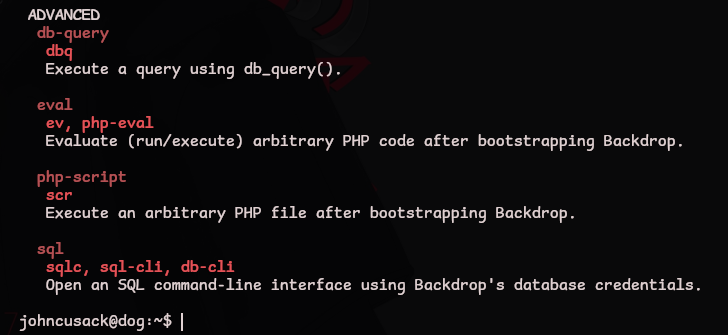 ADVANCED
db-query
dbq
Execute a query using db_query().
eval
ev, php-eval
Evaluate (run/execute) arbitrary PHP code after bootstrapping Backdrop.
php-script
scr
Execute an arbitrary PHP file after bootstrapping Backdrop.
sql
sqlc, sql-cli, db-cli
Open an SQL command-line interface using Backdrop's database credentials.
johncusack@dog:~$